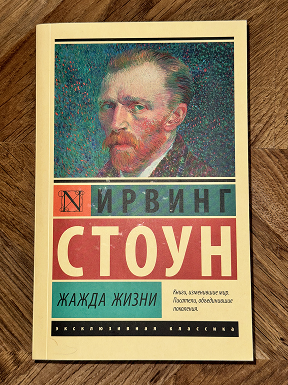 N ИРВИНГ
СТОУН
ЖАЖДА ЖИЗНИ
Книги, изменившие мир.
Писатели, объединившие
поколения.
эксклюзивная классика